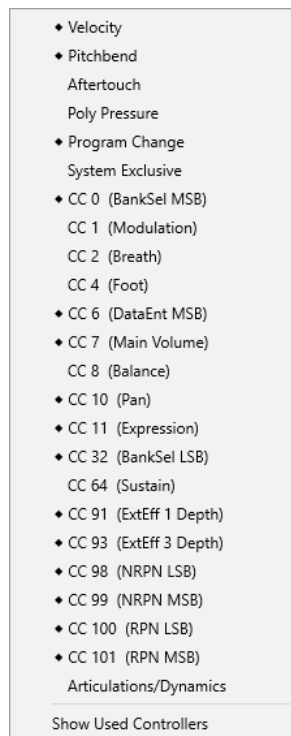 ◆ Velocity
◆ Pitchbend
Aftertouch
Poly Pressure
◆ Program Change
System Exclusive
◆ CC 0 (BankSel MSB)
CC 1 (Modulation)
CC 2 (Breath)
CC 4 (Foot)
◆ CC 6 (DataEnt MSB)
◆ CC 7 (Main Volume)
CC 8 (Balance)
◆ CC 10 (Pan)
◆ CC 11 (Expression)
◆ CC 32 (BankSel LSB)
CC 64 (Sustain)
◆ CC 91 (ExtEff 1 Depth)
◆ CC 93 (ExtEff 3 Depth)
◆ CC 98 (NRPN LSB)
◆ CC 99 (NRPN MSB)
◆ CC 100 (RPN LSB)
◆ CC 101 (RPN MSB)
Articulations/Dynamics
Show Used Controllers